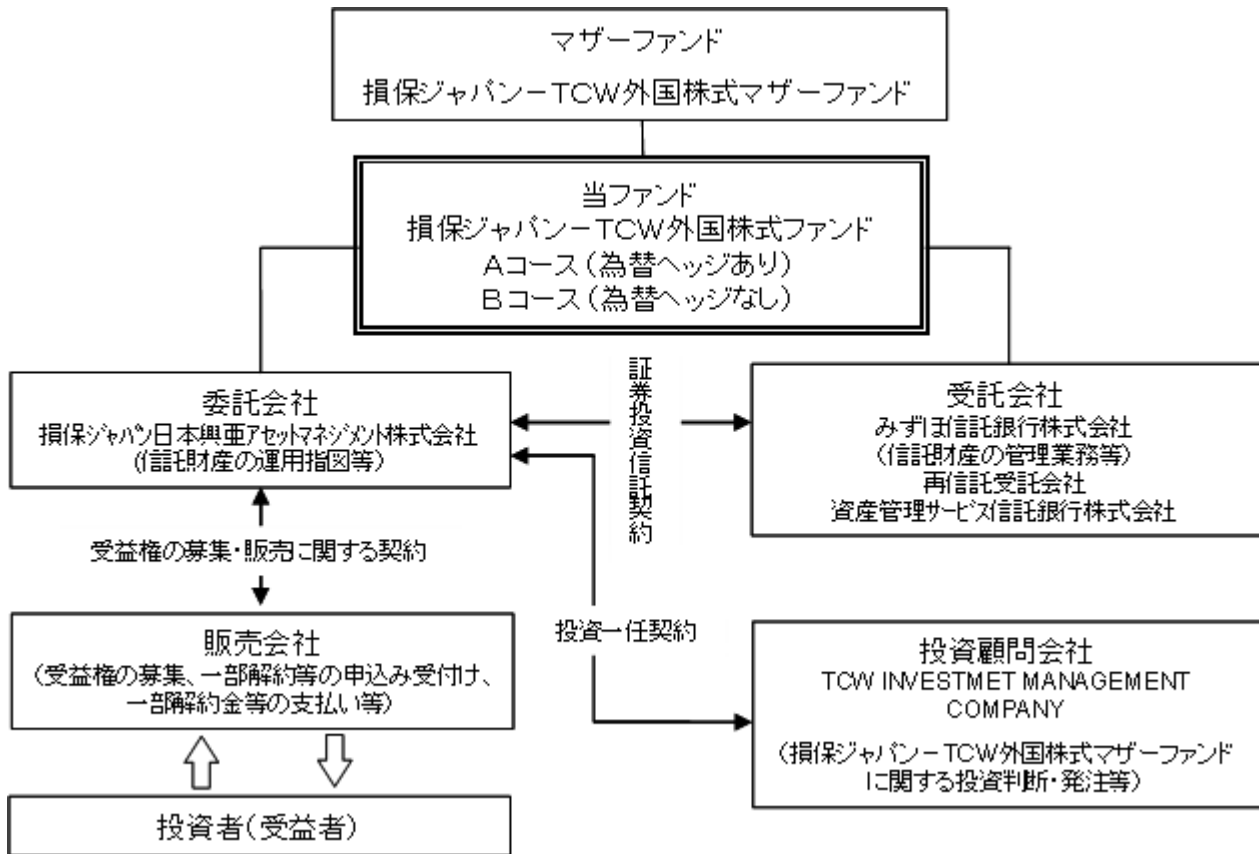 マザーファンド
損保ジャパン－TCW外国株式マザーファンド
当ファンド
損保ジャパン－TCW外国株式ファンド
Aコース（為替ヘッジあり）
Bコース（為替ヘッジなし）
委託会社
損保ジャパン日本興亜アセットマネジメント株式会社
（信託財産の運用指図等）
証券投資信託契約
受託会社
みずほ信託銀行株式会社
（信託財産の管理業務等）
再信託受託会社
資産管理サービス信託銀行株式会社
受益権の募集・販売に関する契約
投資一任契約
販売会社
（受益権の募集、一部解約等の申込み受付け、
一部解約金等の支払い等）
投資顧問会社
TCW INVESTMET MANAGEMENT
COMPANY
（損保ジャパン－TCW外国株式マザーファンド
に関する投資判断・発注等）
投資者（受益者）